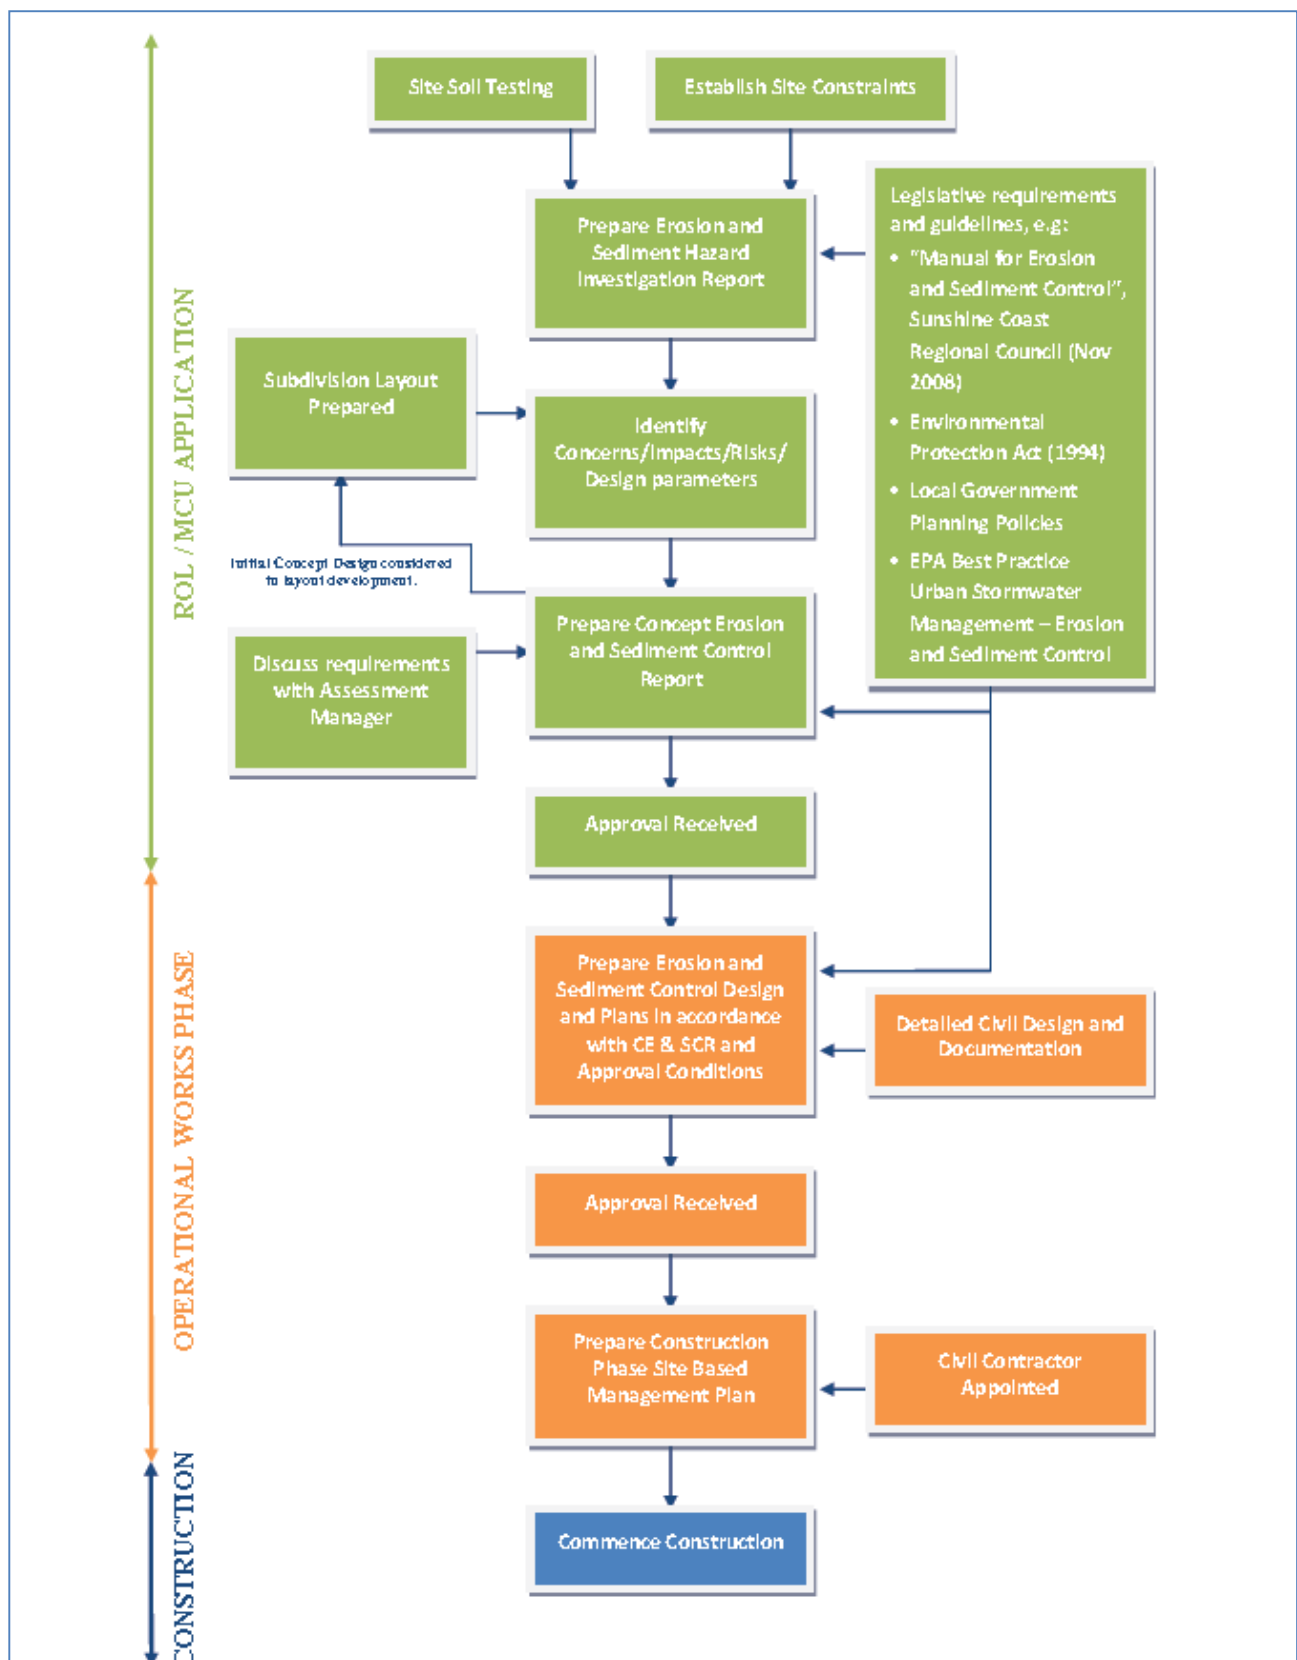 Site Soil Testing
Establish Site Constraints
Prepare Erosion and
Sediment Hazard
Investigation Report
Legislative requirements
and guidelines, e.g:
• "Manual for Erosion
and Sediment Control",
Sunshine Coast
Regional Council (Nov
2008)
• Environmental
Protection Act (1994)
• Local Government
Planning Policies
• EPA Best Practice
Urban Stormwater
Management – Erosion
and Sediment Control
ROL / MCU APPLICATION
Subdivision Layout
Prepared
Identify
Concerns/Impacts/Risks/
Design parameters
Initial Concept Design considered
in layout development.
Prepare Concept Erosion
and Sediment Control
Report
Discuss requirements
with Assessment
Manager
Approval Received
OPERATIONAL WORKS PHASE
Prepare Erosion and
Sediment Control Design
and Plans in accordance
with CE & SCR and
Approval Conditions
Detailed Civil Design and
Documentation
Approval Received
Prepare Construction
Phase Site Based
Management Plan
Civil Contractor
Appointed
CONSTRUCTION
Commence Construction